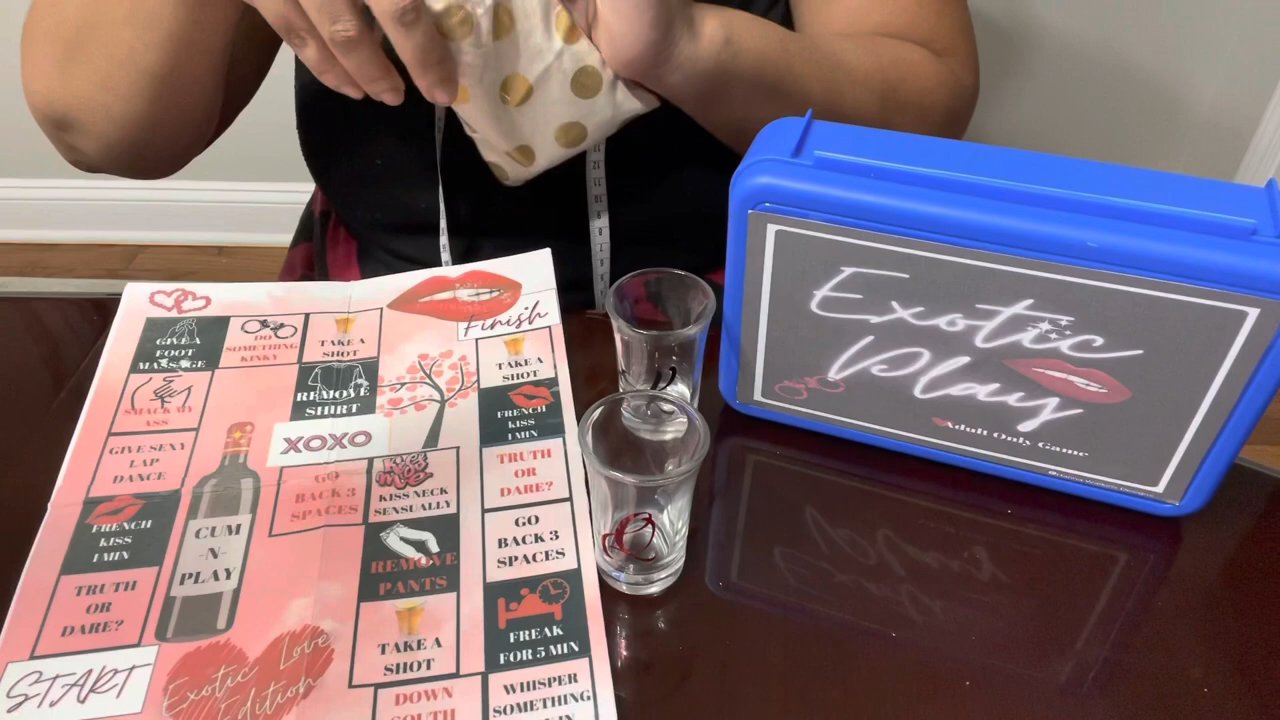 Finish
GIVE A
FOOT
MASSAGE
DO
SOMETHING
KINKY
TAKE A
SHOT
TAKE A
SHOT
SMACK MY
ASS
REMOVE
SHIRT
FRENCH
KISS
1 MIN
XOXO
GIVE SEXY
LAP
DANCE
GO
BACK 3
SPACES
KISS NECK
SENSUALLY
TRUTH
OR
DARE?
FRENCH
KISS
1 MIN
CUM
-N-
PLAY
REMOVE
PANTS
GO
BACK 3
SPACES
TRUTH
OR
DARE?
TAKE A
SHOT
FREAK
FOR 5 MIN
START
Exotic Love
Edition
DOWN
SOUTH
WHISPER
SOMETHING
Exotic
Play
Adult Only Game